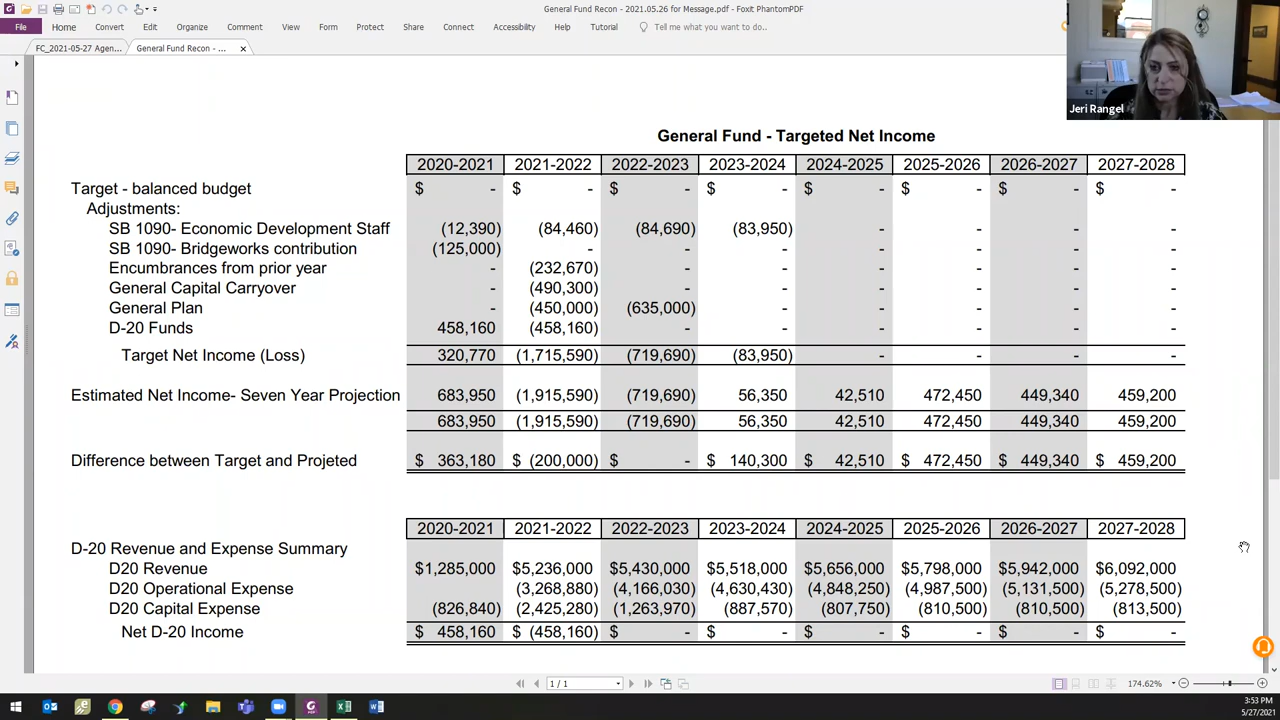 General Fund Recon - 2021.05.26 for Message.pdf - Foxit PhantomPDF
File Home Convert Edit Organize Comment View Form Protect Share Connect Accessibility Help Tutorial Tell me what you want to do..
FC_2021-05-27 Agen... General Fund Recon - ...
Jeri Rangel
General Fund - Targeted Net Income
2020-2021 2021-2022 2022-2023 2023-2024 2024-2025 2025-2026 2026-2027 2027-2028
Target - balanced budget $ - $ - $ - $ - $ - $ - $ - $ -
Adjustments:
SB 1090- Economic Development Staff (12,390) (84,460) (84,690) (83,950) - - - -
SB 1090- Bridgeworks contribution (125,000) - - - - - - -
Encumbrances from prior year - (232,670) - - - - - -
General Capital Carryover - (490,300) - - - - - -
General Plan - (450,000) (635,000) - - - - -
D-20 Funds 458,160 (458,160) - - - - - -
Target Net Income (Loss) 320,770 (1,715,590) (719,690) (83,950) - - - -
Estimated Net Income- Seven Year Projection 683,950 (1,915,590) (719,690) 56,350 42,510 472,450 449,340 459,200
683,950 (1,915,590) (719,690) 56,350 42,510 472,450 449,340 459,200
Difference between Target and Projeted $ 363,180 $ (200,000) $ - $ 140,300 $ 42,510 $ 472,450 $ 449,340 $ 459,200
2020-2021 2021-2022 2022-2023 2023-2024 2024-2025 2025-2026 2026-2027 2027-2028
D-20 Revenue and Expense Summary
D20 Revenue $1,285,000 $5,236,000 $5,430,000 $5,518,000 $5,656,000 $5,798,000 $5,942,000 $6,092,000
D20 Operational Expense (3,268,880) (4,166,030) (4,630,430) (4,848,250) (4,987,500) (5,131,500) (5,278,500)
D20 Capital Expense (826,840) (2,425,280) (1,263,970) (887,570) (807,750) (810,500) (810,500) (813,500)
Net D-20 Income $ 458,160 $ (458,160) $ - $ - $ - $ - $ - $ -
1 / 1 174.62%
3:53 PM
5/27/2021